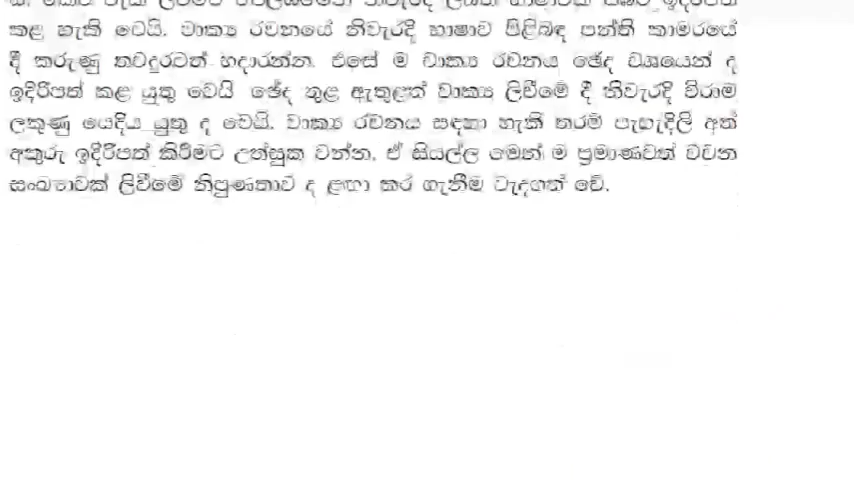 කළ හැකි වෙයි. වාක්‍ය රචනයේ නිවැරදි භාෂාව පිළිබඳ පන්ති කාමරයේ
දී කරුණු තවදුරටත් හදාරන්න. එසේ ම වාක්‍ය රචනය ඡේද වශයෙන් ද
ඉදිරිපත් කළ යුතු වෙයි ඡේද තුළ ඇතුළත් වාක්‍ය ලිවීමේ දී නිවැරදි විරාම
ලකුණු යෙදිය යුතු ද වෙයි. වාක්‍ය රචනය සඳහා හැකි තරම් පැහැදිලි අත්
අකුරු ඉදිරිපත් කිරීමට උත්සුක වන්න. ඒ සියල්ල මෙන් ම ප්‍රමාණවත් වචන
සංඛ්‍යාවක් ලිවීමේ නිපුණතාව ද ළඟා කර ගැනීම වැදගත් වේ.